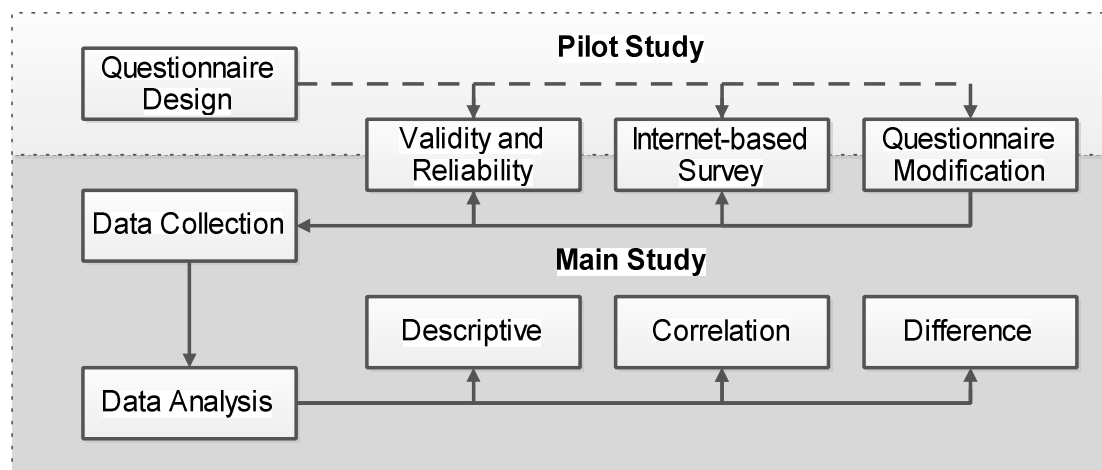 Pilot Study
Questionnaire
Design
Validity and
Reliability
Internet-based
Survey
Questionnaire
Modification
Data Collection
Main Study
Descriptive
Correlation
Difference
Data Analysis